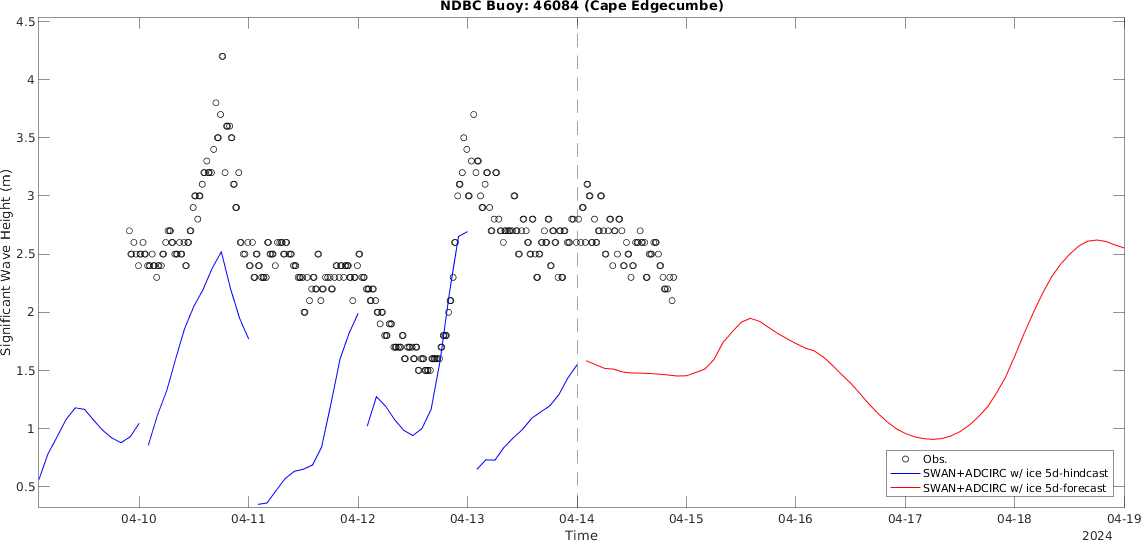 NDBC Buoy: 46084 (Cape Edgecumbe)
4.5
4
3.5
3
2.5
2
1.5
1
0.5
Significant Wave Height (m)
04-10 04-11 04-12 04-13 04-14 04-15 04-16 04-17 04-18 04-19
Time
2024
Obs.
SWAN+ADCIRC w/ ice 5d-hindcast
SWAN+ADCIRC w/ ice 5d-forecast